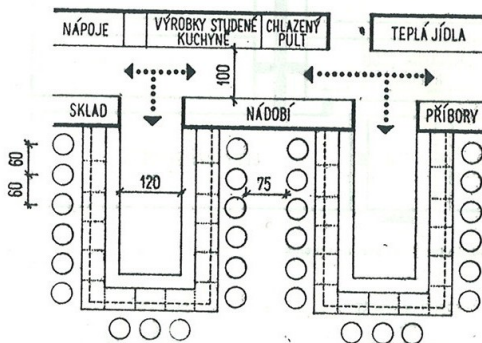 NÁPOJE
VÝROBKY STUDENÉ
KUCHYNĚ
CHLAZENÝ
PULT
TEPLÁ JÍDLA
100
SKLAD
NÁDOBÍ
PŘÍBORY
60
60
120
75